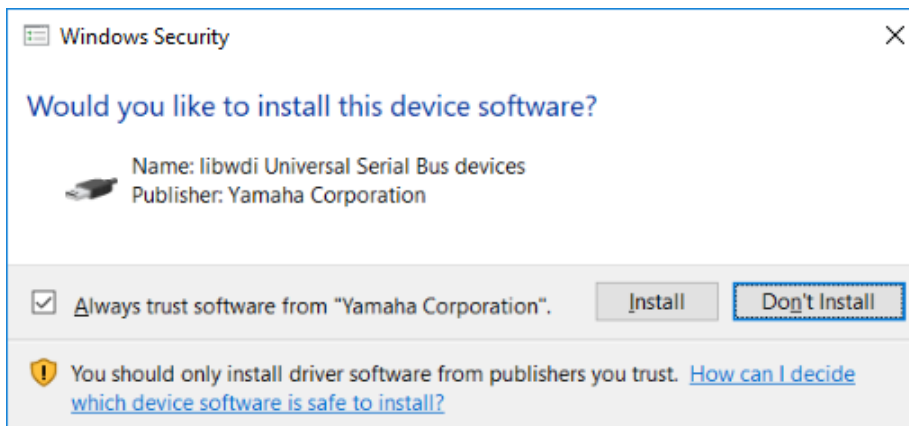 Windows Security
Would you like to install this device software?
Name: libwdi Universal Serial Bus devices
Publisher: Yamaha Corporation
Always trust software from "Yamaha Corporation".
Install
Don't Install
You should only install driver software from publishers you trust. How can I decide
which device software is safe to install?